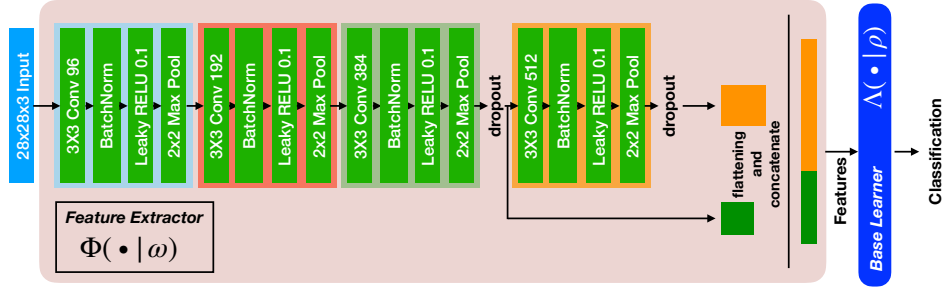 28x28x3 Input
3X3 Conv 96
BatchNorm
Leaky RELU 0.1
2x2 Max Pool
3X3 Conv 192
BatchNorm
Leaky RELU 0.1
2x2 Max Pool
3X3 Conv 384
BatchNorm
Leaky RELU 0.1
2x2 Max Pool
dropout
3X3 Conv 512
BatchNorm
Leaky RELU 0.1
2x2 Max Pool
dropout
flattening
and
concatenate
Features
Λ( • | ρ)
Base Learner
Classification
Feature Extractor
Φ( • | ω)